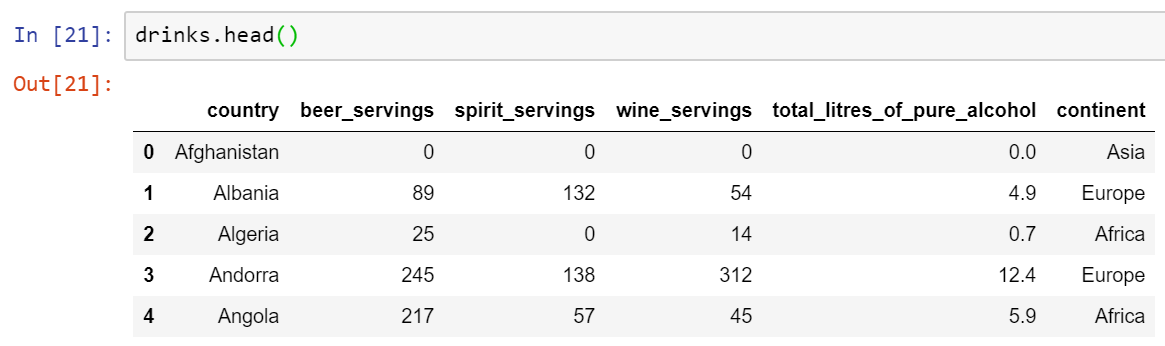 In [21]: drinks.head()
Out[21]:
country beer_servings spirit_servings wine_servings total_litres_of_pure_alcohol continent
0 Afghanistan 0 0 0 0.0 Asia
1 Albania 89 132 54 4.9 Europe
2 Algeria 25 0 14 0.7 Africa
3 Andorra 245 138 312 12.4 Europe
4 Angola 217 57 45 5.9 Africa